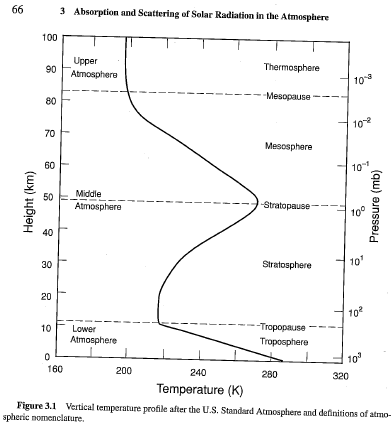 66
3 Absorption and Scattering of Solar Radiation in the Atmosphere
100
90
80
70
60
50
40
30
20
10
0
Height (km)
Upper
Atmosphere
Middle
Atmosphere
Lower
Atmosphere
Thermosphere
Mesopause
Mesosphere
Stratopause
Stratosphere
Tropopause
Troposphere
10-3
10-2
10-1
100
101
102
103
Pressure (mb)
160
200
240
280
320
Temperature (K)
Figure 3.1 Vertical temperature profile after the U.S. Standard Atmosphere and definitions of atmo-
spheric nomenclature.